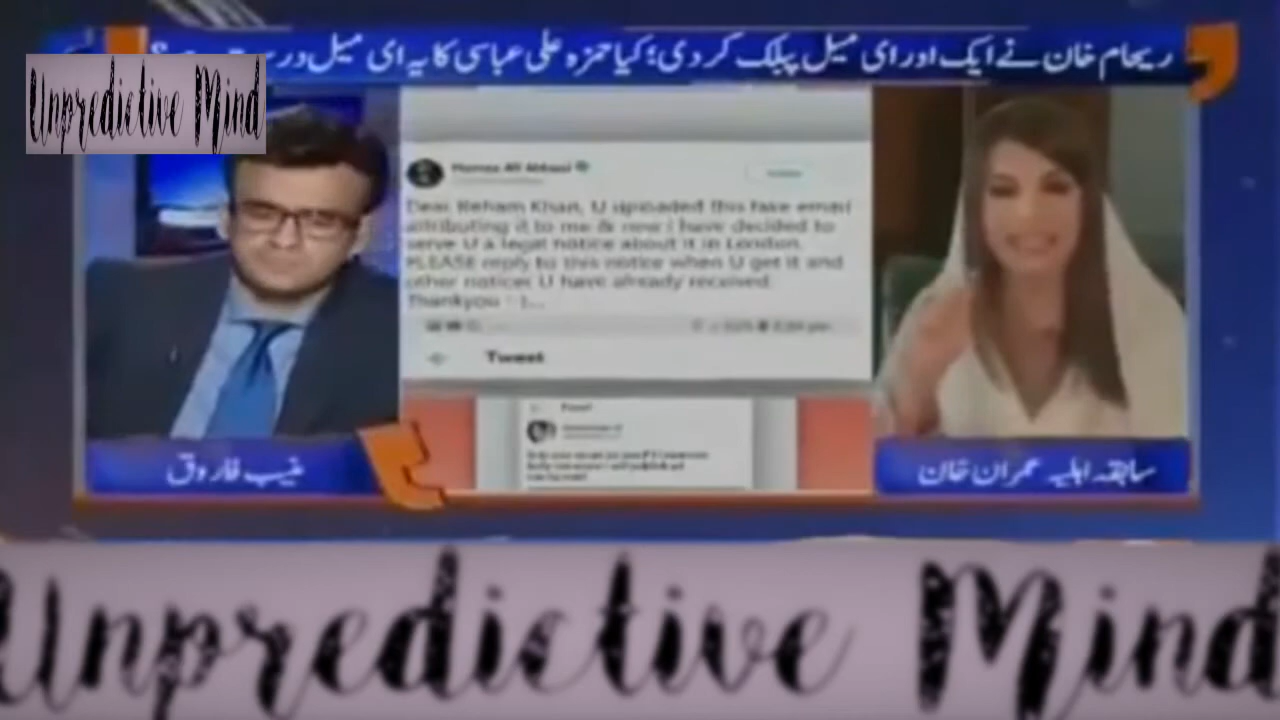 ریحام خان نے ایک اور ای میل پبلک کر دی؛ کیا حمزہ علی عباسی کا یہ ای میل
Unpredictive Mind
Hamza Ali Abbasi
Dear Reham Khan, U uploaded this fake email
attributing it to me & now i have decided to
serve U a legal notice about it in London.
PLEASE reply to this notice when U get it and
other notices U have already received.
Thankyou :-)...
Tweet
منیب فاروق
سابقہ اہلیہ عمران خان
Unpredictive Mind